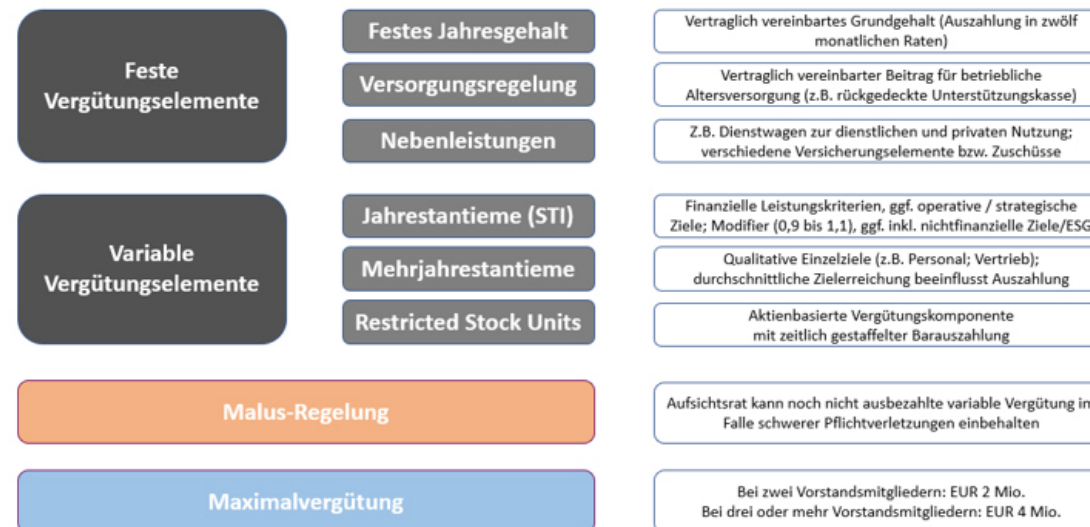 Feste
Vergütungselemente
Festes Jahresgehalt
Vertraglich vereinbartes Grundgehalt (Auszahlung in zwölf
monatlichen Raten)
Versorgungsregelung
Vertraglich vereinbarter Beitrag für betriebliche
Altersversorgung (z.B. rückgedeckte Unterstützungskasse)
Nebenleistungen
Z.B. Dienstwagen zur dienstlichen und privaten Nutzung;
verschiedene Versicherungselemente bzw. Zuschüsse
Variable
Vergütungselemente
Jahrestantieme (STI)
Finanzielle Leistungskriterien, ggf. operative / strategische
Ziele; Modifier (0,9 bis 1,1), ggf. inkl. nichtfinanzielle Ziele/ESG
Mehrjahrestantieme
Qualitative Einzelziele (z.B. Personal; Vertrieb);
durchschnittliche Zielerreichung beeinflusst Auszahlung
Restricted Stock Units
Aktienbasierte Vergütungskomponente
mit zeitlich gestaffelter Barauszahlung
Malus-Regelung
Aufsichtsrat kann noch nicht ausbezahlte variable Vergütung im
Falle schwerer Pflichtverletzungen einbehalten
Maximalvergütung
Bei zwei Vorstandsmitgliedern: EUR 2 Mio.
Bei drei oder mehr Vorstandsmitgliedern: EUR 4 Mio.